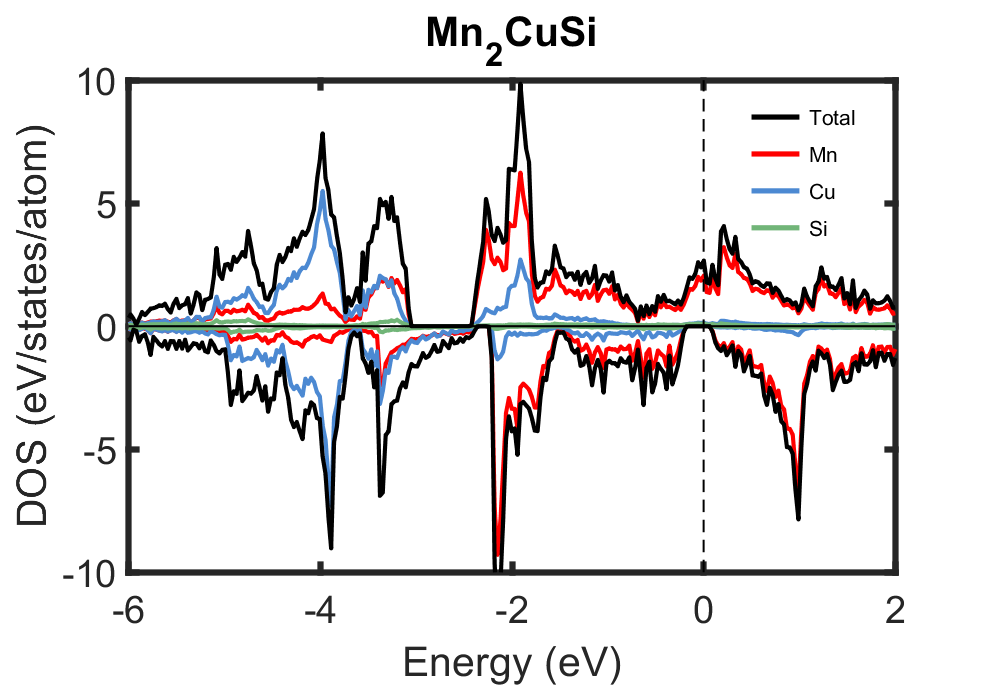 Mn₂CuSi
10
5
0
-5
-10
DOS (eV/states/atom)
Total
Mn
Cu
Si
-6 -4 -2 0 2
Energy (eV)